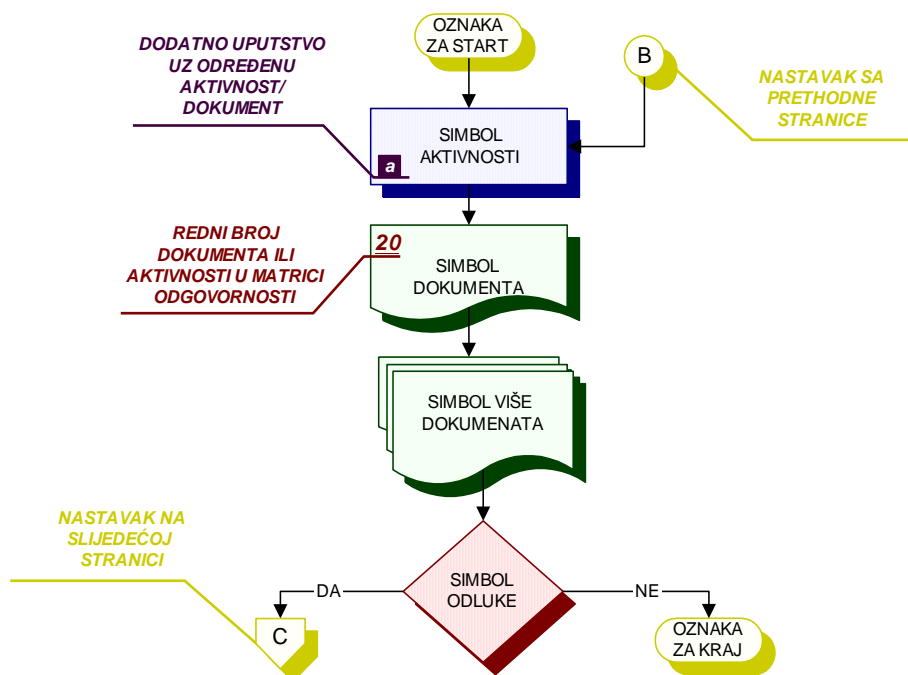 OZNAKA
ZA START
DODATNO UPUTSTVO
UZ ODREĐENU
AKTIVNOST/
DOKUMENT
B
NASTAVAK SA
PRETHODNE
STRANICE
SIMBOL
AKTIVNOSTI
a
REDNI BROJ
DOKUMENTA ILI
AKTIVNOSTI U MATRICI
ODGOVORNOSTI
20
SIMBOL
DOKUMENTA
SIMBOL VIŠE
DOKUMENATA
NASTAVAK NA
SLIJEDEĆOJ
STRANICI
SIMBOL
ODLUKE
DA
NE
C
OZNAKA
ZA KRAJ